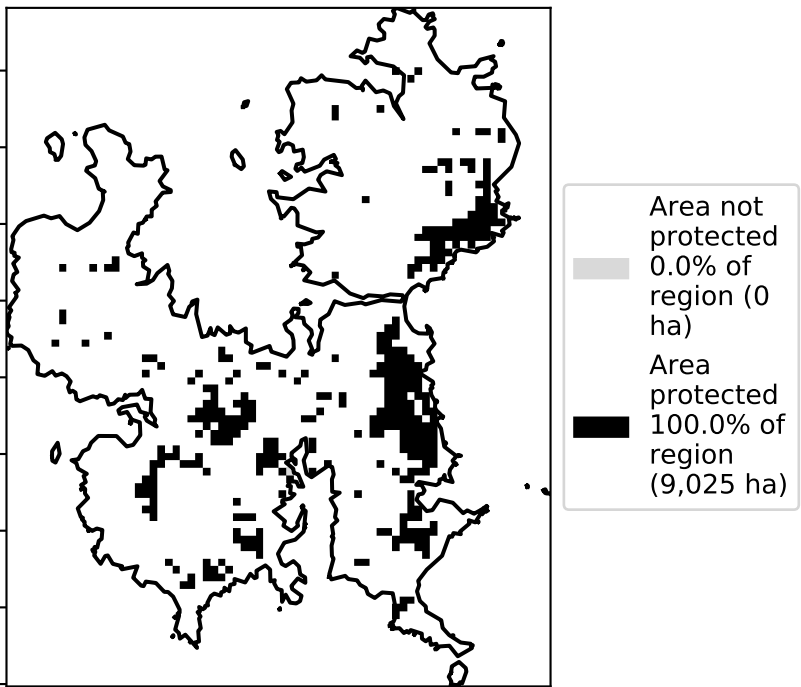 Area not
protected
0.0% of
region (0
ha)
Area
protected
100.0% of
region
(9,025 ha)